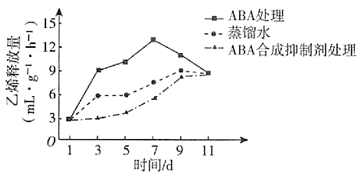 15
12
9
6
3
O
乙烯释放量
(mL·g⁻¹·h⁻¹)
ABA处理
蒸馏水
ABA合成抑制剂处理
1 3 5 7 9 11
时间/d